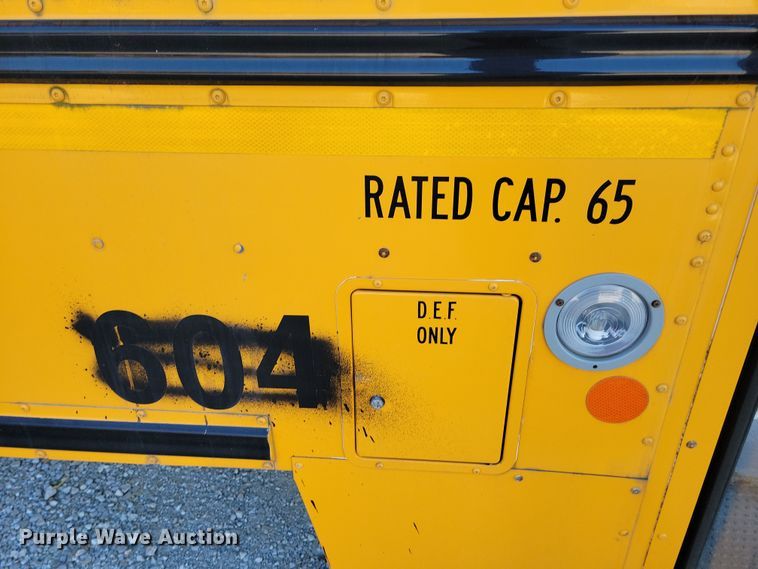 RATED CAP. 65
D.E.F.
ONLY
604
Purple Wave Auction